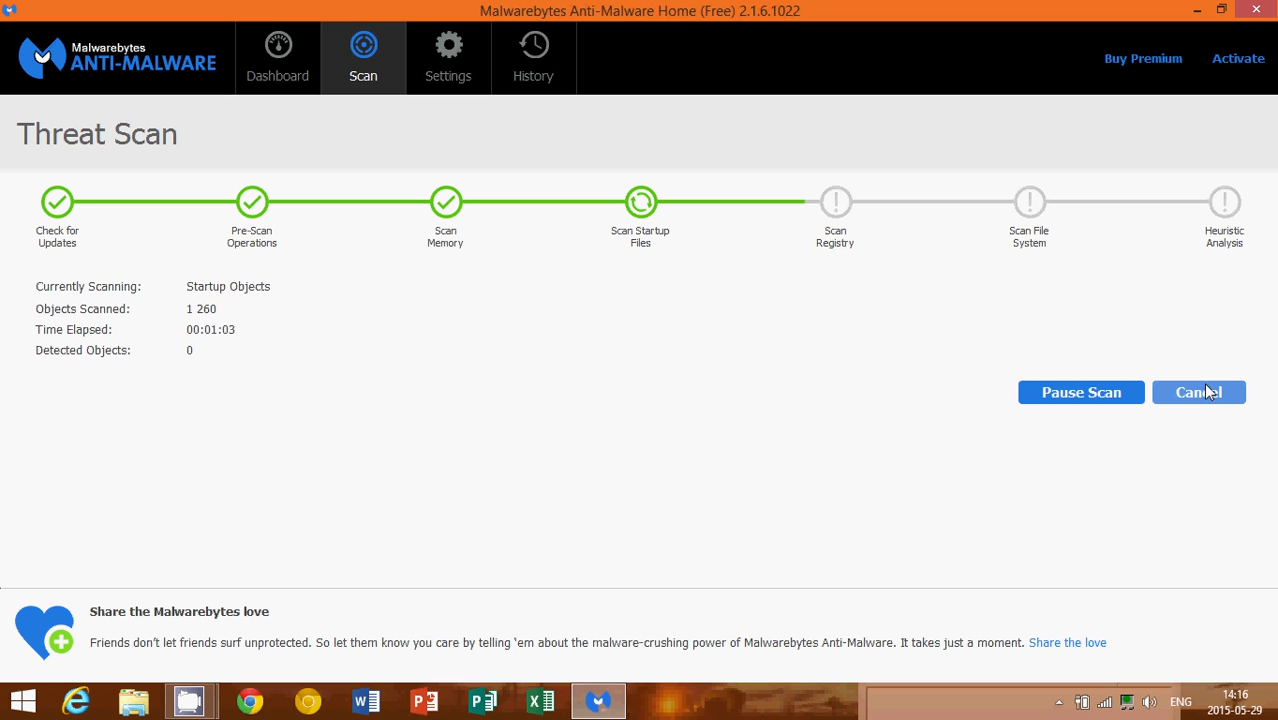 Malwarebytes Anti-Malware Home (Free) 2.1.6.1022
Malwarebytes
ANTI-MALWARE
Dashboard
Scan
Settings
History
Buy Premium
Activate
Threat Scan
Check for
Updates
Pre-Scan
Operations
Scan
Memory
Scan Startup
Files
Scan
Registry
Scan File
System
Heuristic
Analysis
Currently Scanning: Startup Objects
Objects Scanned: 1 260
Time Elapsed: 00:01:03
Detected Objects: 0
Pause Scan
Cancel
Share the Malwarebytes love
Friends don't let friends surf unprotected. So let them know you care by telling 'em about the malware-crushing power of Malwarebytes Anti-Malware. It takes just a moment. Share the love
ENG
14:16
2015-05-29